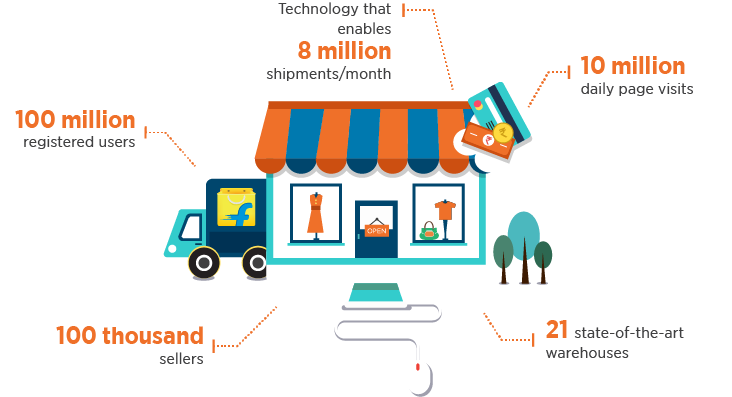 Technology that
enables
8 million
shipments/month
10 million
daily page visits
100 million
registered users
f
OPEN
100 thousand
sellers
21 state-of-the-art
warehouses